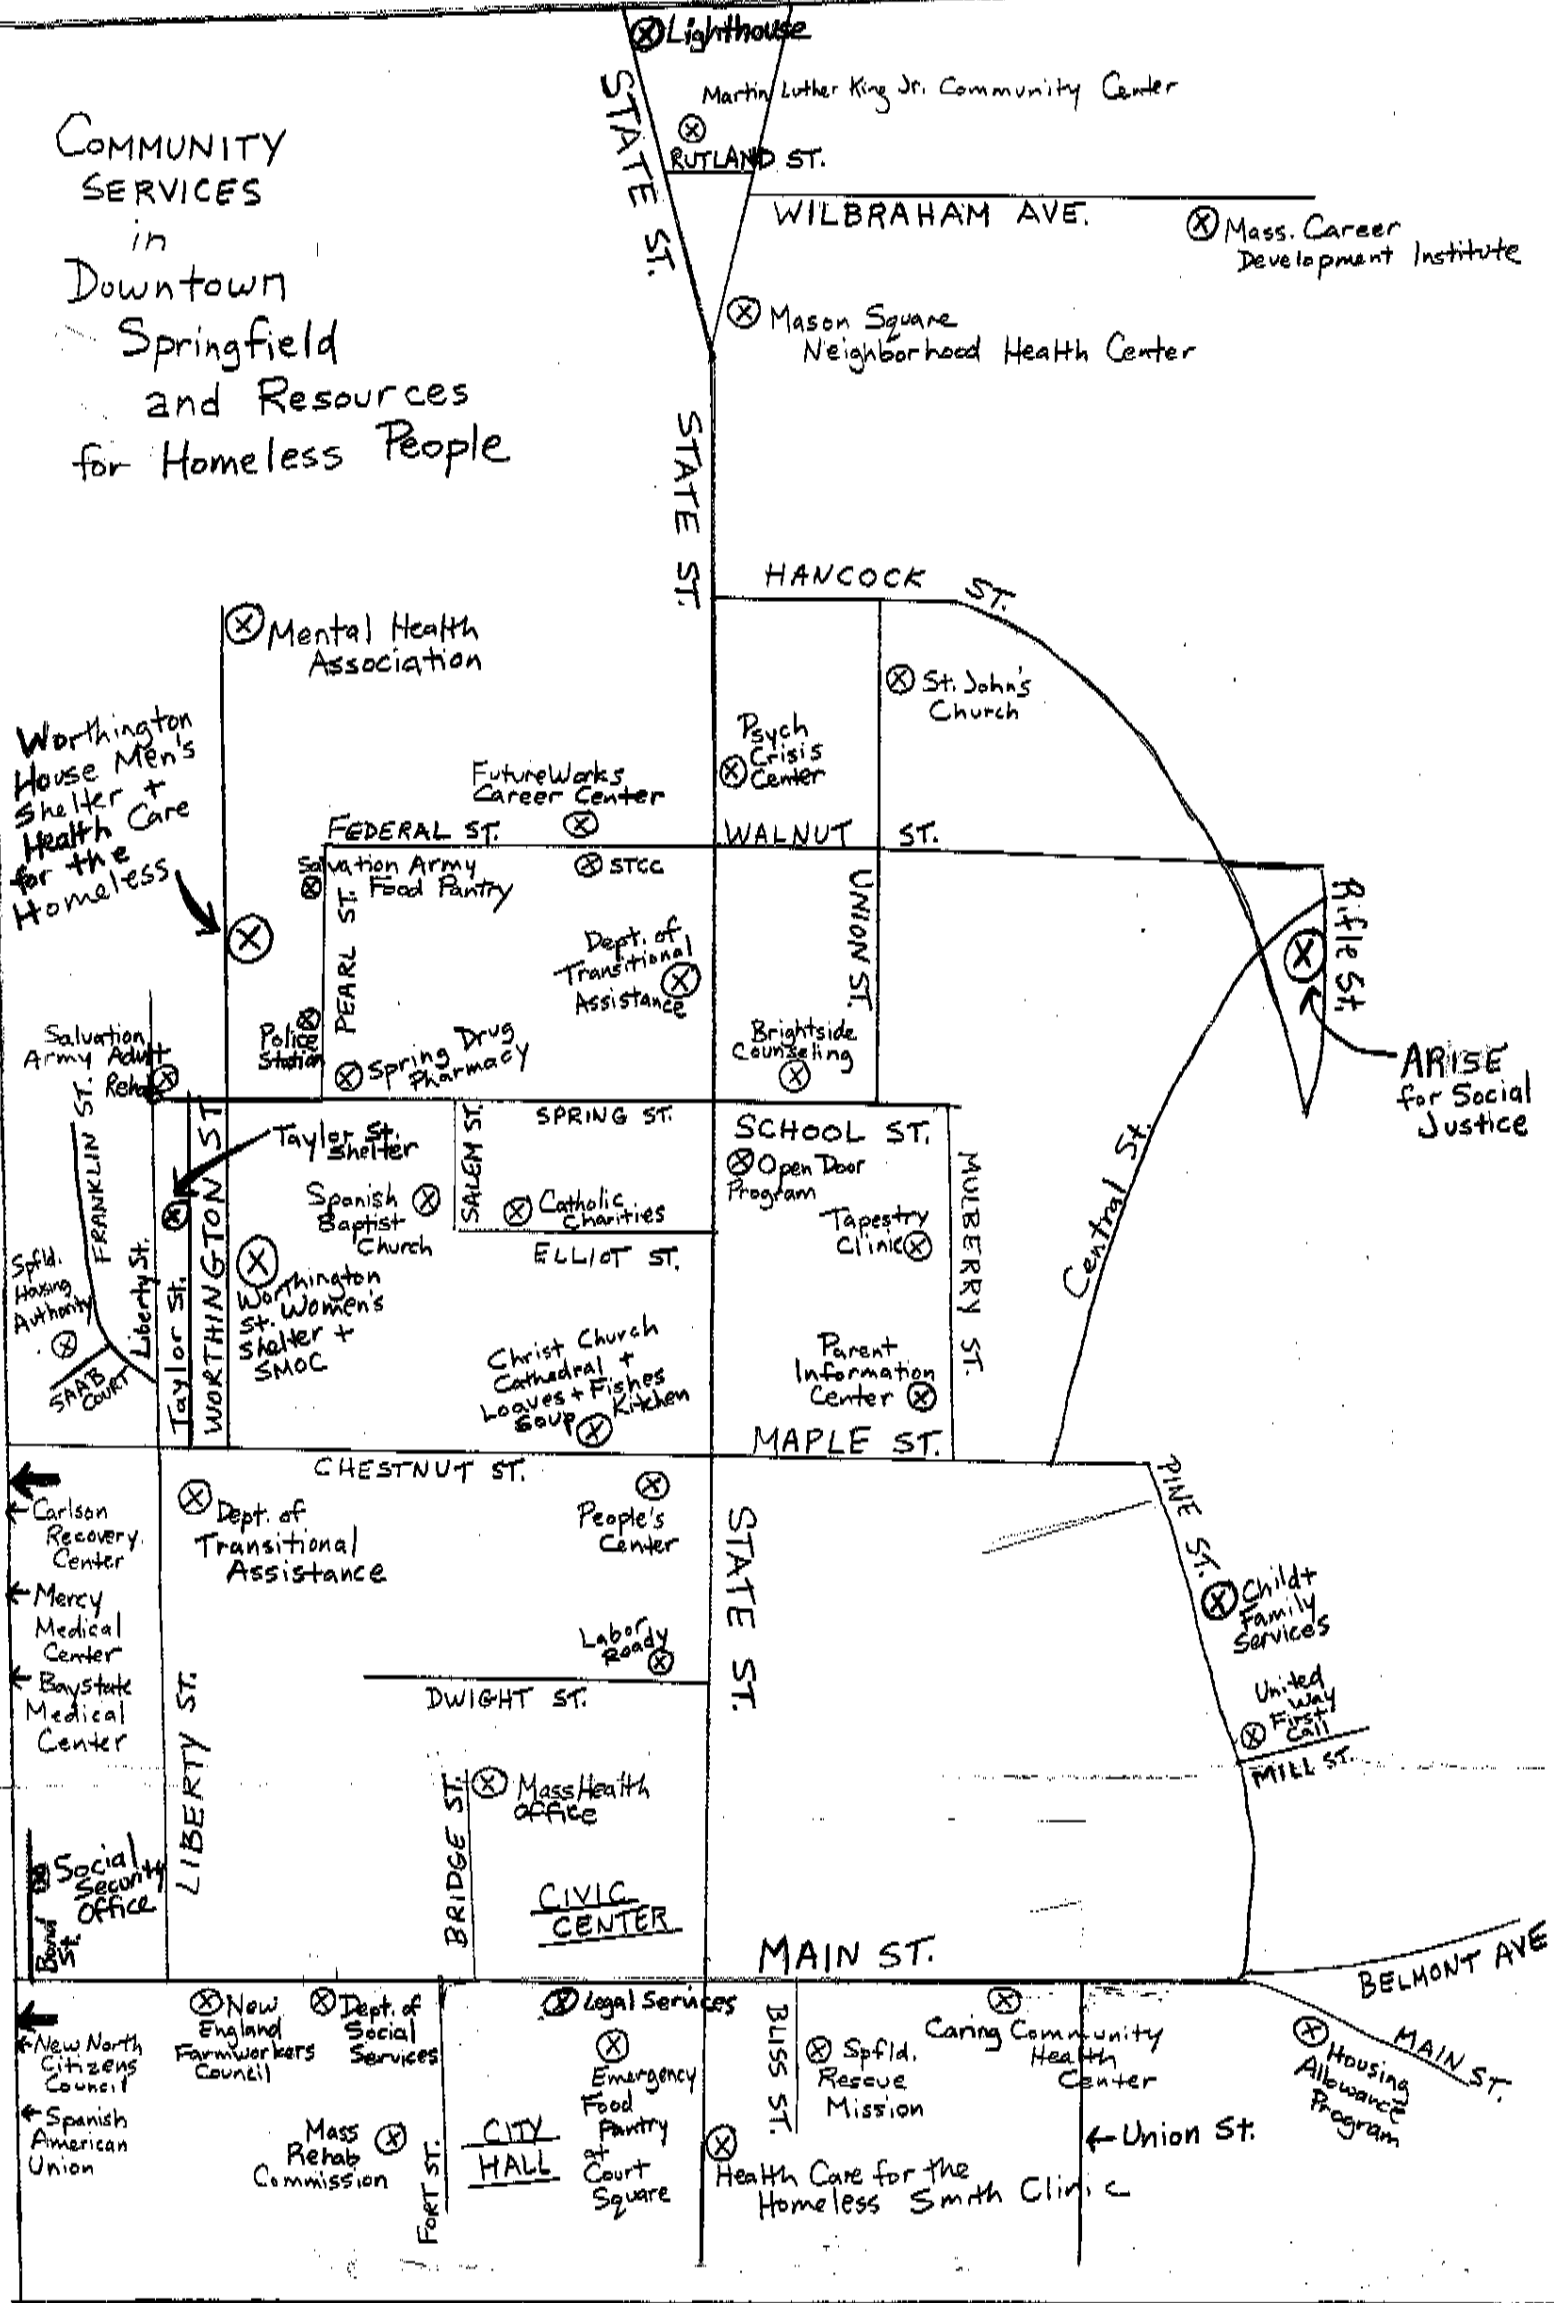 Lighthouse
STATE ST.
Martin Luther King Jr. Community Center
RUTLAND ST.
COMMUNITY
SERVICES
in
Downtown
Springfield
and Resources
for Homeless People
WILBRAHAM AVE.
Mass. Career
Development Institute
Mason Square
Neighborhood Health Center
STATE ST.
HANCOCK ST.
Mental Health
Association
St. John's
Church
Worthington
House Men's
Shelter +
Health Care
for the
Homeless
Psych
Crisis
Center
FutureWorks
Career Center
FEDERAL ST.
WALNUT ST.
Salvation Army
Food Pantry
STCC
PEARL ST.
UNION ST.
Rifle St.
Dept. of
Transitional
Assistance
Police
Station
Spring Drug
Pharmacy
Brightside
Counseling
Salvation
Army Adult
Rehab
ARISE
for Social
Justice
FRANKLIN ST.
SPRING ST.
SCHOOL ST.
SALEM ST.
Taylor St.
Shelter
Open Door
Program
MULBERRY ST.
Central St.
Spanish
Baptist
Church
Catholic
Charities
Tapestry
Clinic
ELLIOT ST.
Spfld.
Housing
Authority
Liberty St.
Taylor St.
WORTHINGTON ST
Worthington
St. Women's
Shelter +
SMOC
SAAB
COURT
Christ Church
Cathedral +
Loaves + Fishes
Soup Kitchen
Parent
Information
Center
MAPLE ST.
CHESTNUT ST.
PINE ST.
Carlson
Recovery
Center
Dept. of
Transitional
Assistance
People's
Center
STATE ST.
Mercy
Medical
Center
Child +
Family
Services
Labor
Ready
Baystate
Medical
Center
DWIGHT ST.
LIBERTY ST.
United
Way
First
Call
MILL ST.
BRIDGE ST.
MassHealth
Office
Social
Security
Office
Bond
St.
CIVIC
CENTER
MAIN ST.
BELMONT AVE
New
England
Farmworkers
Council
Dept. of
Social
Services
Legal Services
BLISS ST.
Caring Community
Health
Center
MAIN ST.
New North
Citizens
Council
Emergency
Food
Pantry
at
Court
Square
Spfld.
Rescue
Mission
Housing
Allowance
Program
Spanish
American
Union
Mass
Rehab
Commission
FORT ST.
CITY
HALL
Union St.
Health Care for the
Homeless Smith Clinic